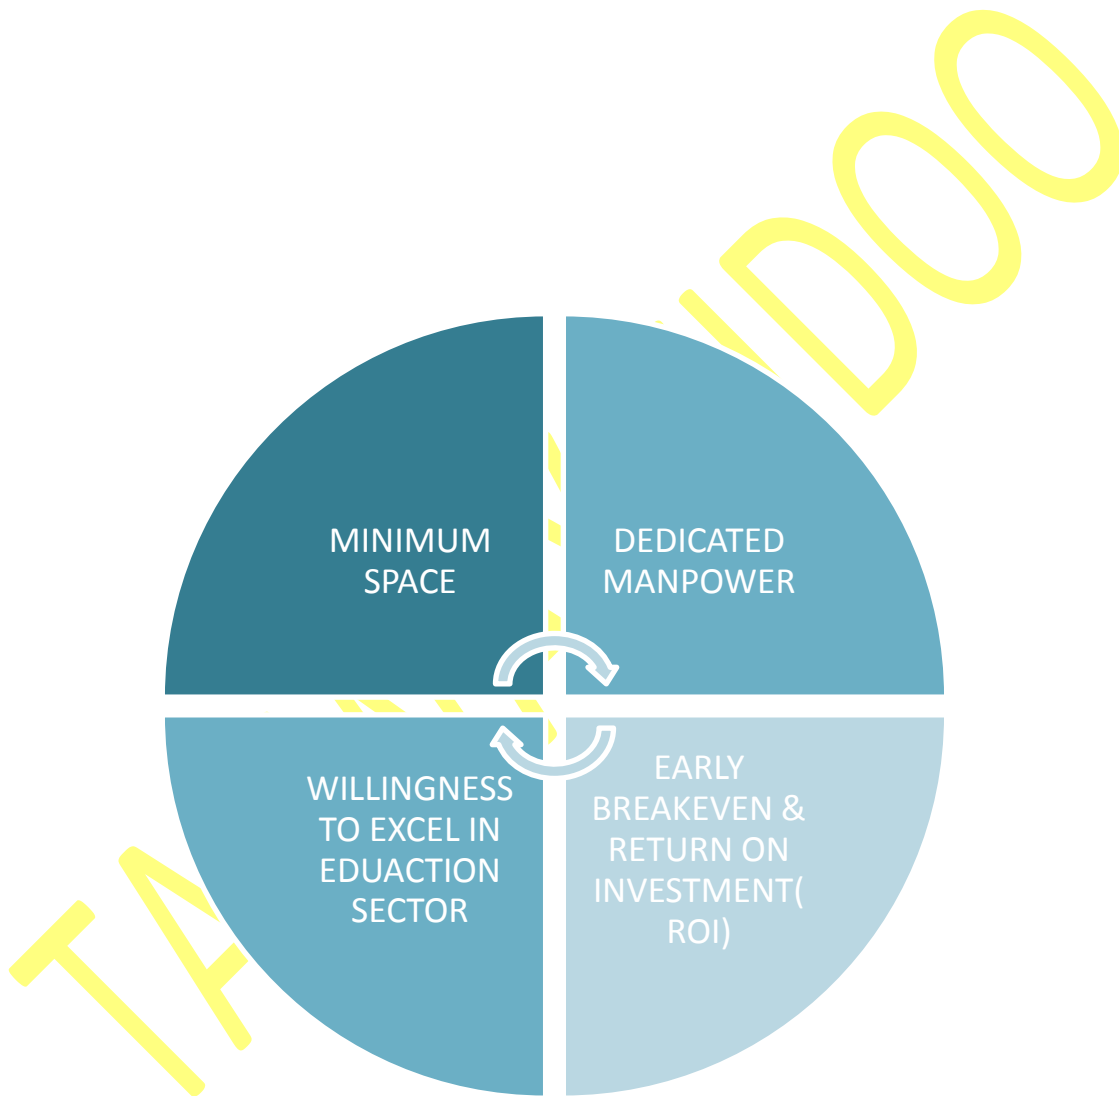 MINIMUM
SPACE
DEDICATED
MANPOWER
WILLINGNESS
TO EXCEL IN
EDUACTION
SECTOR
EARLY
BREAKEVEN &
RETURN ON
INVESTMENT(
ROI)